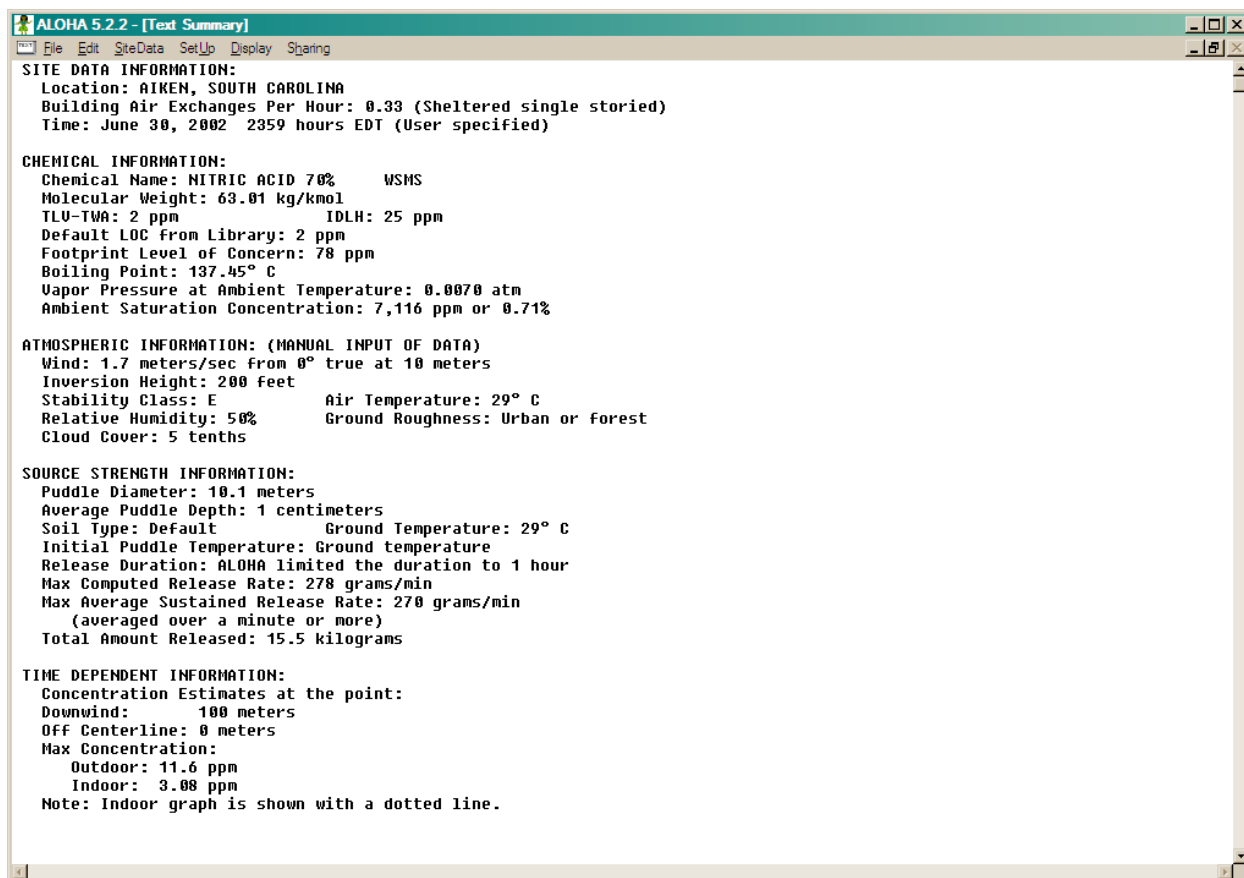 ALOHA 5.2.2 - [Text Summary]
File Edit SiteData SetUp Display Sharing
SITE DATA INFORMATION:
Location: AIKEN, SOUTH CAROLINA
Building Air Exchanges Per Hour: 0.33 (Sheltered single storied)
Time: June 30, 2002 2359 hours EDT (User specified)
CHEMICAL INFORMATION:
Chemical Name: NITRIC ACID 70% WSMS
Molecular Weight: 63.01 kg/kmol
TLV-TWA: 2 ppm IDLH: 25 ppm
Default LOC from Library: 2 ppm
Footprint Level of Concern: 78 ppm
Boiling Point: 137.45° C
Vapor Pressure at Ambient Temperature: 0.0070 atm
Ambient Saturation Concentration: 7,116 ppm or 0.71%
ATMOSPHERIC INFORMATION: (MANUAL INPUT OF DATA)
Wind: 1.7 meters/sec from 0° true at 10 meters
Inversion Height: 200 feet
Stability Class: E Air Temperature: 29° C
Relative Humidity: 50% Ground Roughness: Urban or forest
Cloud Cover: 5 tenths
SOURCE STRENGTH INFORMATION:
Puddle Diameter: 10.1 meters
Average Puddle Depth: 1 centimeters
Soil Type: Default Ground Temperature: 29° C
Initial Puddle Temperature: Ground temperature
Release Duration: ALOHA limited the duration to 1 hour
Max Computed Release Rate: 278 grams/min
Max Average Sustained Release Rate: 270 grams/min
(averaged over a minute or more)
Total Amount Released: 15.5 kilograms
TIME DEPENDENT INFORMATION:
Concentration Estimates at the point:
Downwind: 100 meters
Off Centerline: 0 meters
Max Concentration:
Outdoor: 11.6 ppm
Indoor: 3.08 ppm
Note: Indoor graph is shown with a dotted line.